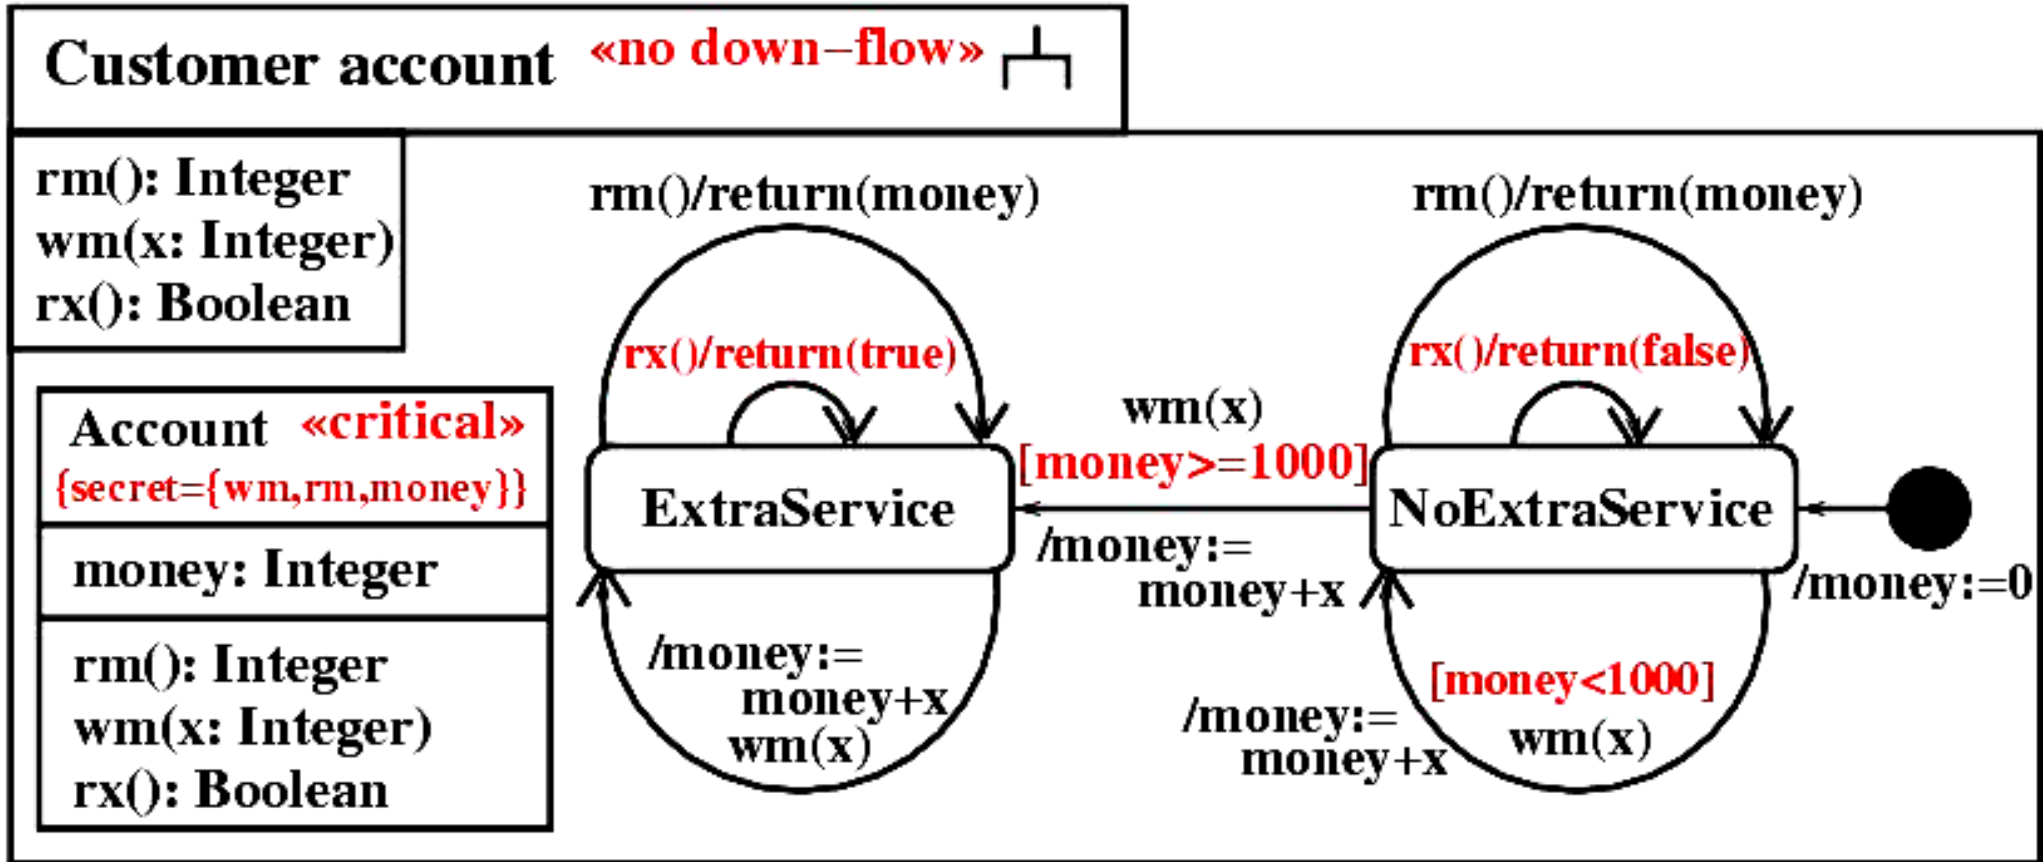 Customer account «no down–flow»
rm(): Integer
wm(x: Integer)
rx(): Boolean
Account «critical»
{secret={wm,rm,money}}
money: Integer
rm(): Integer
wm(x: Integer)
rx(): Boolean
rm()/return(money)
rx()/return(true)
ExtraService
/money:=
money+x
wm(x)
wm(x)
[money>=1000]
/money:=
money+x
rm()/return(money)
rx()/return(false)
NoExtraService
[money<1000]
wm(x)
/money:=
money+x
/money:=0